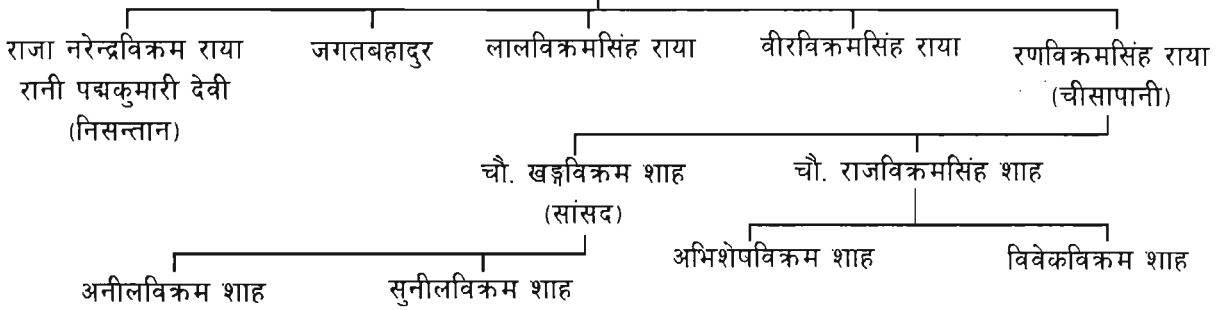 राजा नरेन्द्रविक्रम राया जगतबहादुर लालविक्रमसिंह राया वीरविक्रमसिंह राया रणविक्रमसिंह राया
रानी पद्मकुमारी देवी (चीसापानी)
(निसन्तान)
चौ. खड्गविक्रम शाह चौ. राजविक्रमसिंह शाह
(सांसद)
अभिशेषविक्रम शाह विवेकविक्रम शाह
अनीलविक्रम शाह सुनीलविक्रम शाह